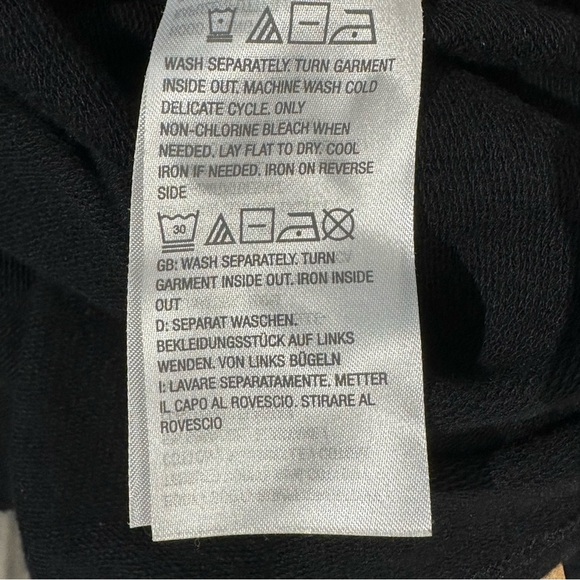 WASH SEPARATELY. TURN GARMENT
INSIDE OUT. MACHINE WASH COLD
DELICATE CYCLE. ONLY
NON-CHLORINE BLEACH WHEN
NEEDED. LAY FLAT TO DRY. COOL
IRON IF NEEDED. IRON ON REVERSE
SIDE
30
GB: WASH SEPARATELY. TURN
GARMENT INSIDE OUT. IRON INSIDE
OUT
D: SEPARAT WASCHEN.
BEKLEIDUNGSSTÜCK AUF LINKS
WENDEN. VON LINKS BÜGELN
I: LAVARE SEPARATAMENTE. METTER
IL CAPO AL ROVESCIO. STIRARE AL
ROVESCIO